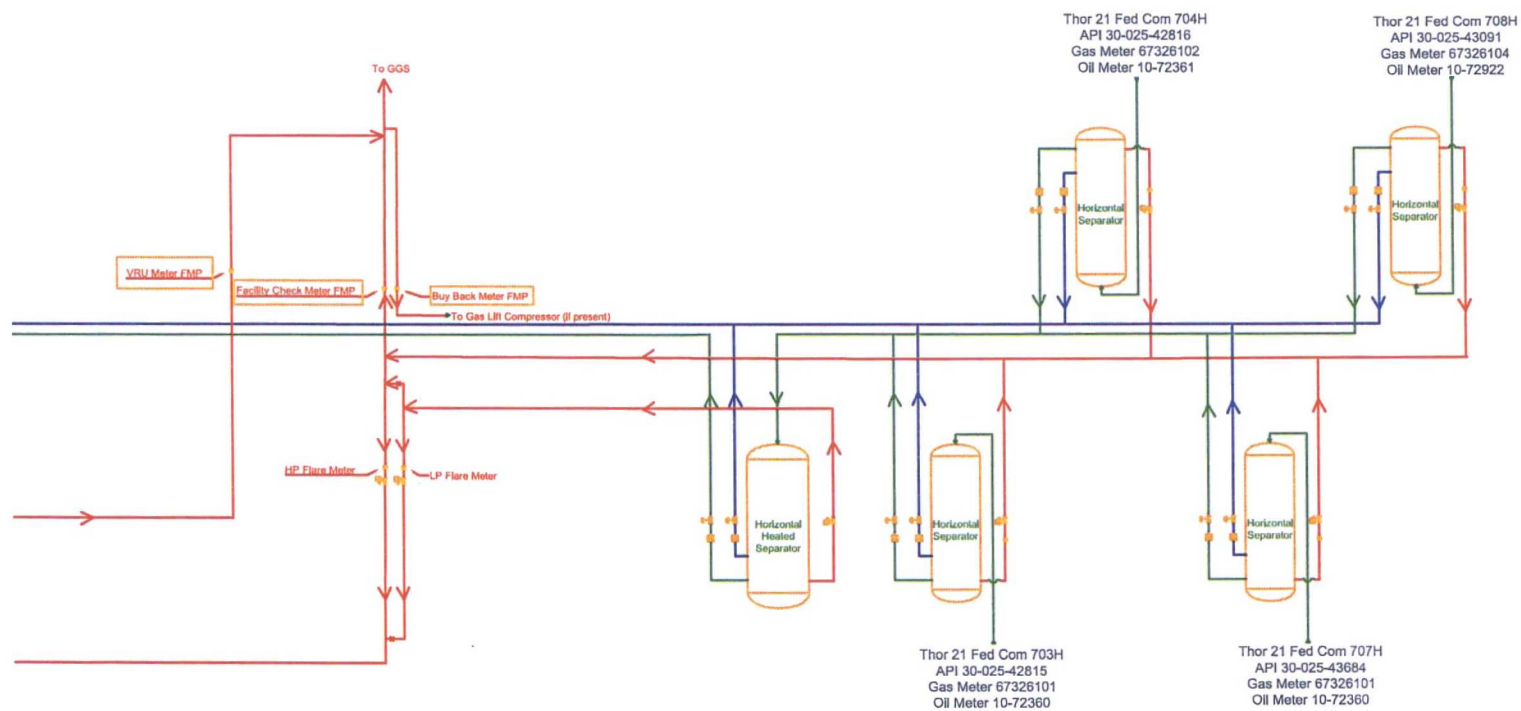 Thor 21 Fed Com 704H
API 30-025-42816
Gas Meter 67326102
Oil Meter 10-72361
Thor 21 Fed Com 708H
API 30-025-43091
Gas Meter 67326104
Oil Meter 10-72922
To GGS
Horizontal
Separator
Horizontal
Separator
VRU Meter FMP
Facility Check Meter FMP
Buy Back Meter FMP
To Gas Lift Compressor (if present)
HP Flare Meter
LP Flare Meter
Horizontal
Heated
Separator
Horizontal
Separator
Horizontal
Separator
Thor 21 Fed Com 703H
API 30-025-42815
Gas Meter 67326101
Oil Meter 10-72360
Thor 21 Fed Com 707H
API 30-025-43684
Gas Meter 67326101
Oil Meter 10-72360